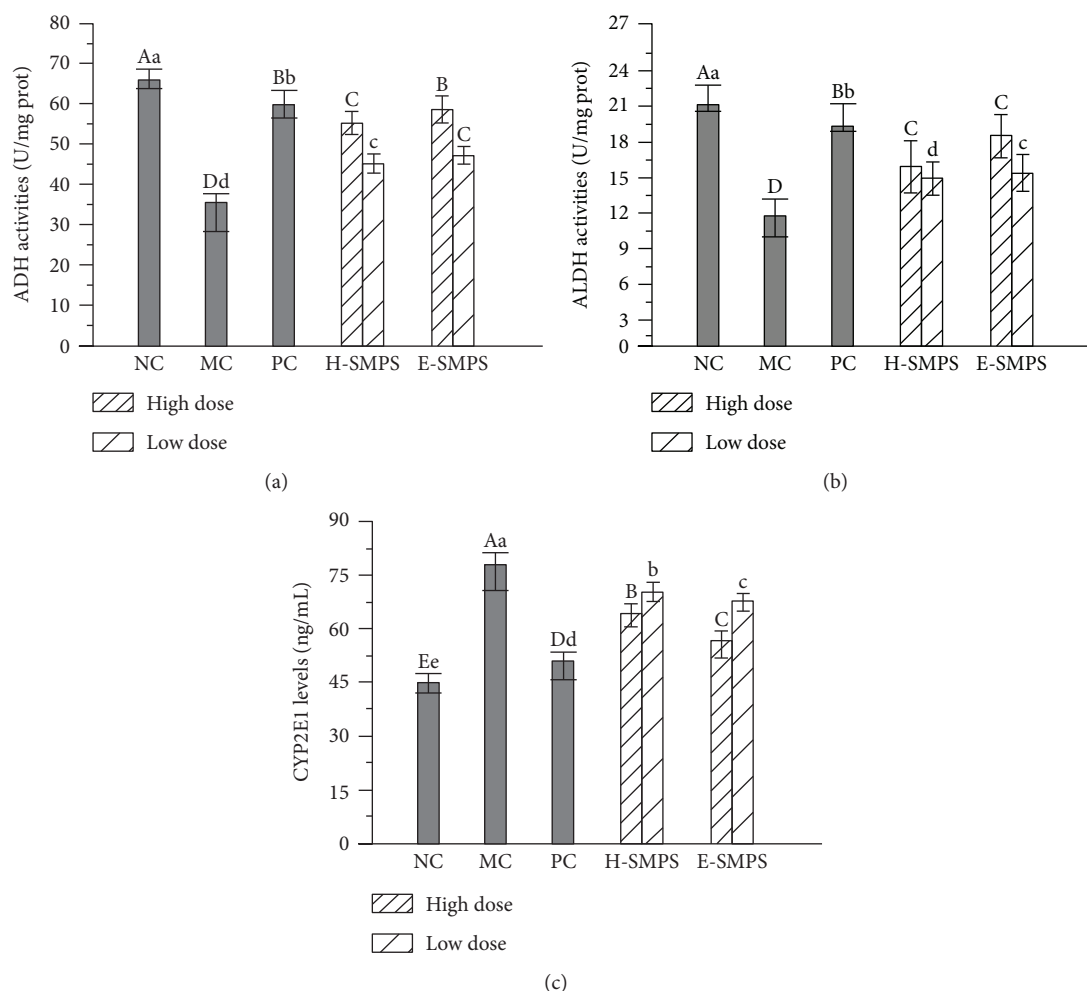 80
70
60
50
40
30
20
10
0
ADH activities (U/mg prot)
Aa
Dd
Bb
C
c
B
C
NC MC PC H-SMPS E-SMPS
High dose
Low dose
(a)
27
24
21
18
15
12
9
6
3
0
ALDH activities (U/mg prot)
Aa
D
Bb
C
d
C
c
NC MC PC H-SMPS E-SMPS
High dose
Low dose
(b)
90
75
60
45
30
15
0
CYP2E1 levels (ng/mL)
Ee
Aa
Dd
B
b
C
c
NC MC PC H-SMPS E-SMPS
High dose
Low dose
(c)